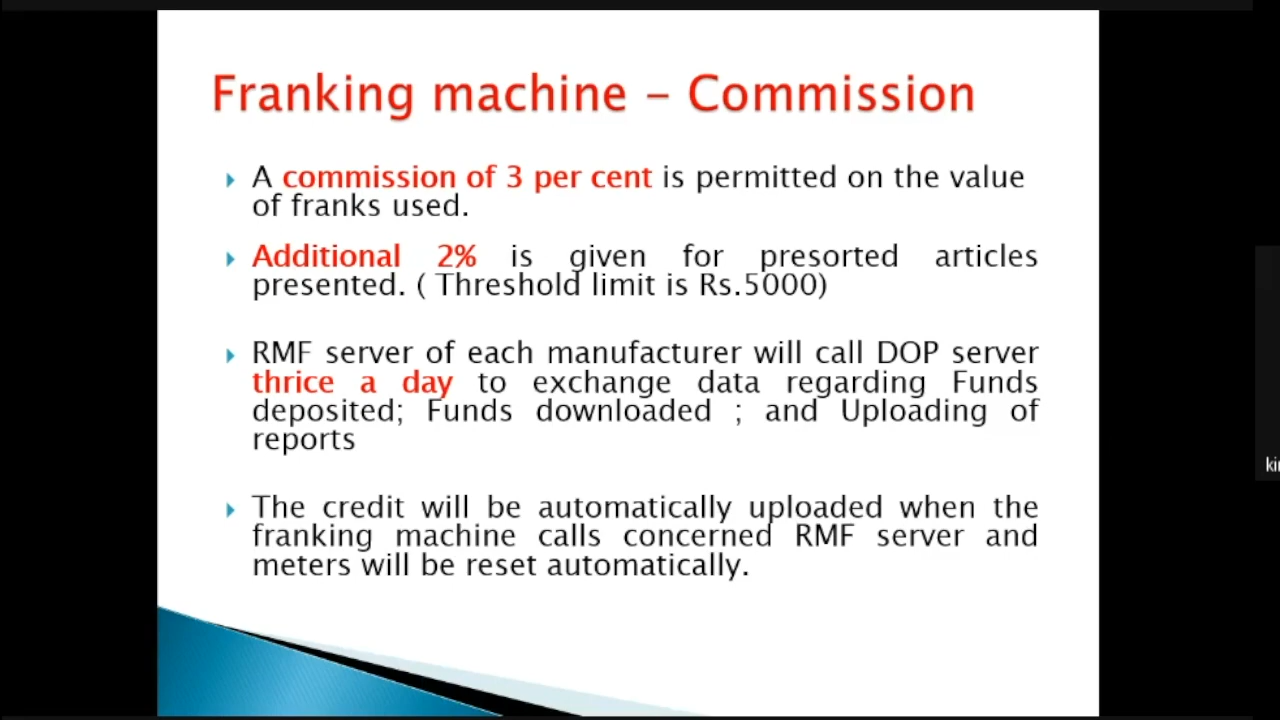 Franking machine – Commission
A commission of 3 per cent is permitted on the value
of franks used.
Additional 2% is given for presorted articles
presented. ( Threshold limit is Rs.5000)
RMF server of each manufacturer will call DOP server
thrice a day to exchange data regarding Funds
deposited; Funds downloaded ; and Uploading of
reports
The credit will be automatically uploaded when the
franking machine calls concerned RMF server and
meters will be reset automatically.